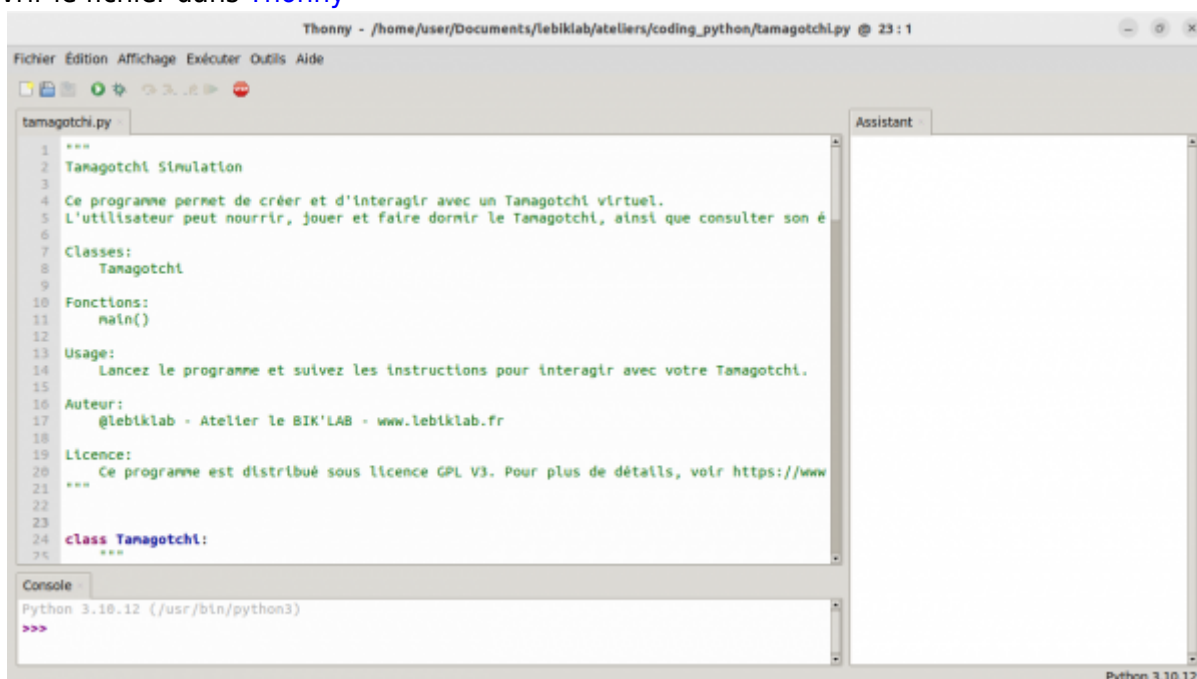 le fichier dans Thonny
Thonny - /home/user/Documents/lebiklab/ateliers/coding_python/tamagotchi.py @ 23 : 1
Fichier Édition Affichage Exécuter Outils Aide
tamagotchi.py
Assistant
1 """
2 Tamagotchi Simulation
3
4 Ce programme permet de créer et d'interagir avec un Tamagotchi virtuel.
5 L'utilisateur peut nourrir, jouer et faire dormir le Tamagotchi, ainsi que consulter son é
6
7 Classes:
8 Tamagotchi
9
10 Fonctions:
11 main()
12
13 Usage:
14 Lancez le programme et suivez les instructions pour interagir avec votre Tamagotchi.
15
16 Auteur:
17 @lebiklab - Atelier le BIK'LAB - www.lebiklab.fr
18
19 Licence:
20 Ce programme est distribué sous licence GPL V3. Pour plus de détails, voir https://www
21 """
22
23
24 class Tamagotchi:
25 """
Console
Python 3.10.12 (/usr/bin/python3)
>>>
Python 3.10.12